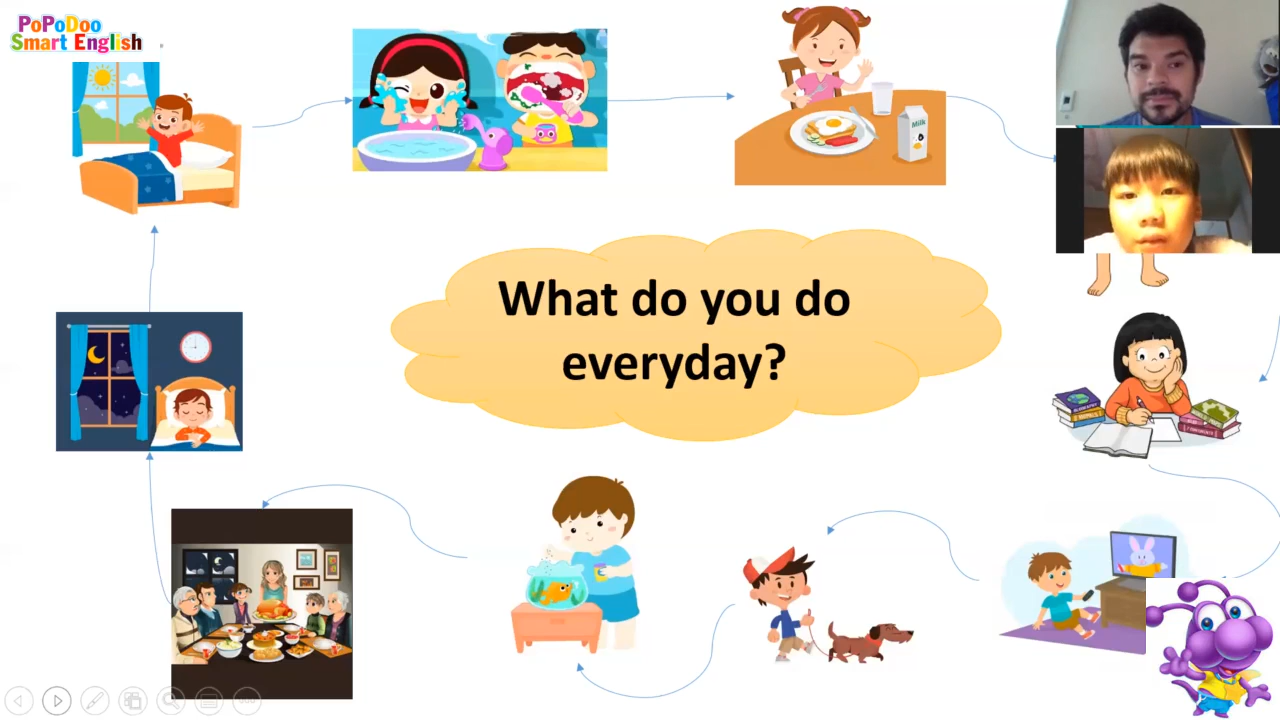 PoPoDoo
Smart English
What do you do
everyday?
Milk